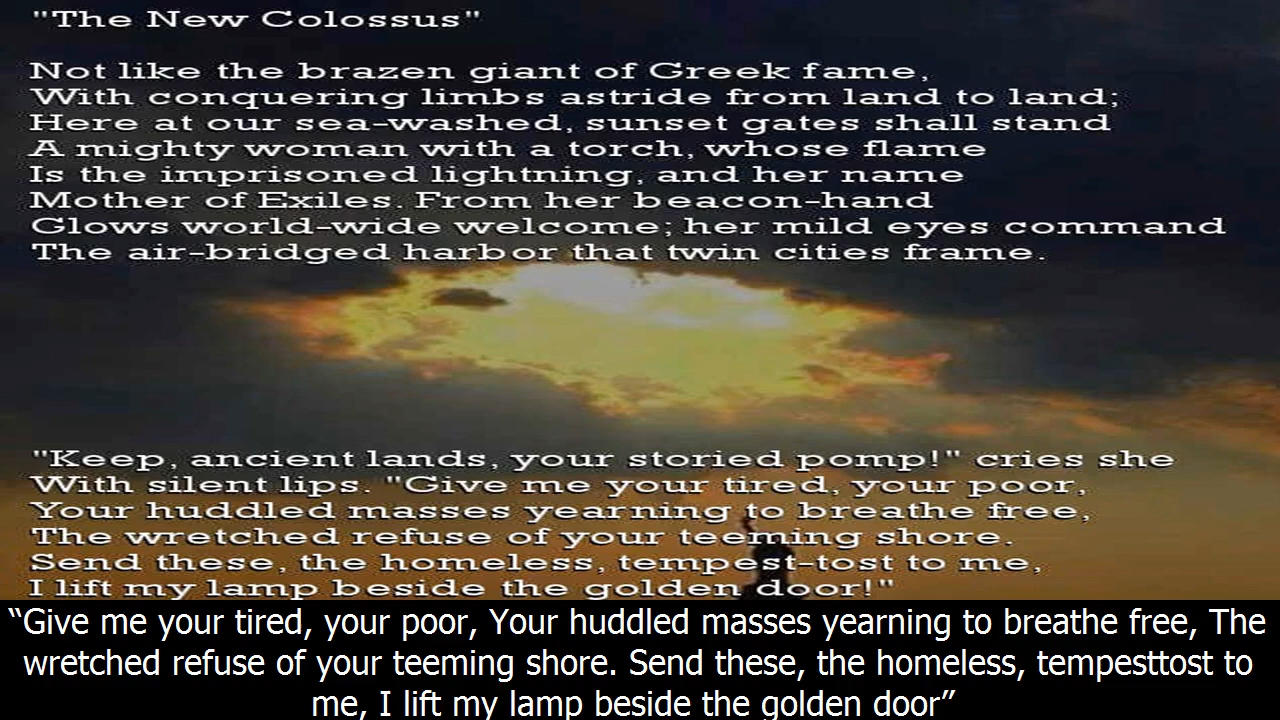 "The New Colossus"
Not like the brazen giant of Greek fame,
With conquering limbs astride from land to land;
Here at our sea-washed, sunset gates shall stand
A mighty woman with a torch, whose flame
Is the imprisoned lightning, and her name
Mother of Exiles. From her beacon-hand
Glows world-wide welcome; her mild eyes command
The air-bridged harbor that twin cities frame.
"Keep, ancient lands, your storied pomp!" cries she
With silent lips. "Give me your tired, your poor,
Your huddled masses yearning to breathe free,
The wretched refuse of your teeming shore.
Send these, the homeless, tempest-tost to me,
I lift my lamp beside the golden door!"
“Give me your tired, your poor, Your huddled masses yearning to breathe free, The
wretched refuse of your teeming shore. Send these, the homeless, tempesttost to
me, I lift my lamp beside the golden door”